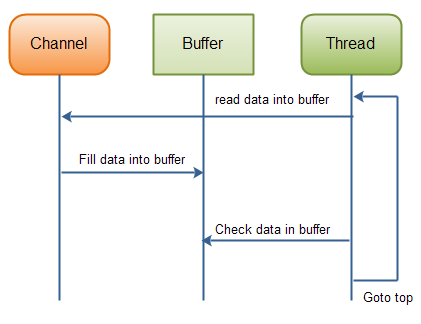 Channel
Buffer
Thread
read data into buffer
Fill data into buffer
Check data in buffer
Goto top